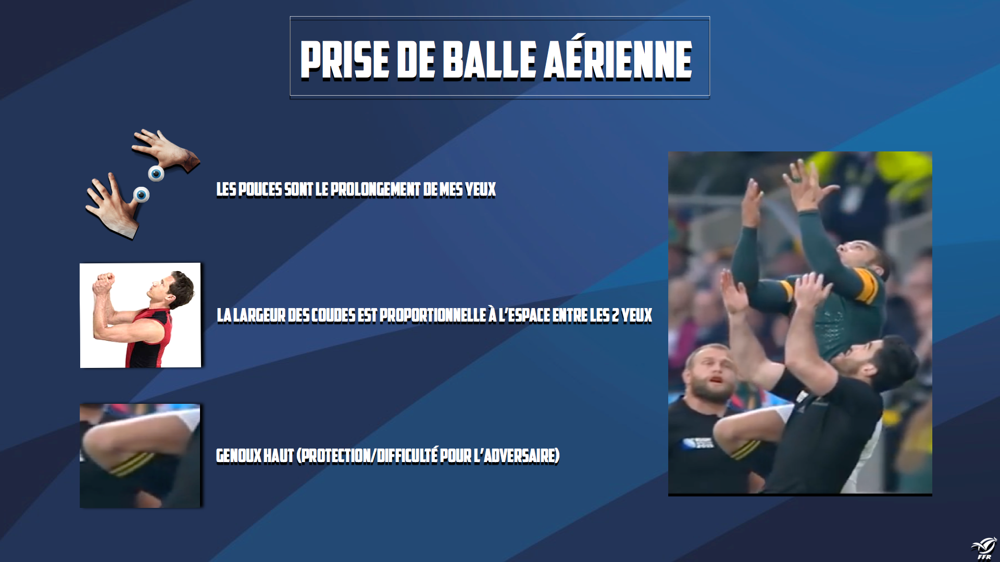 PRISE DE BALLE AÉRIENNE
LES POUCES SONT LE PROLONGEMENT DE MES YEUX
LA LARGEUR DES COUDES EST PROPORTIONNELLE À L'ESPACE ENTRE LES 2 YEUX
GENOUX HAUT (PROTECTION/DIFFICULTÉ POUR L'ADVERSAIRE)
FFR